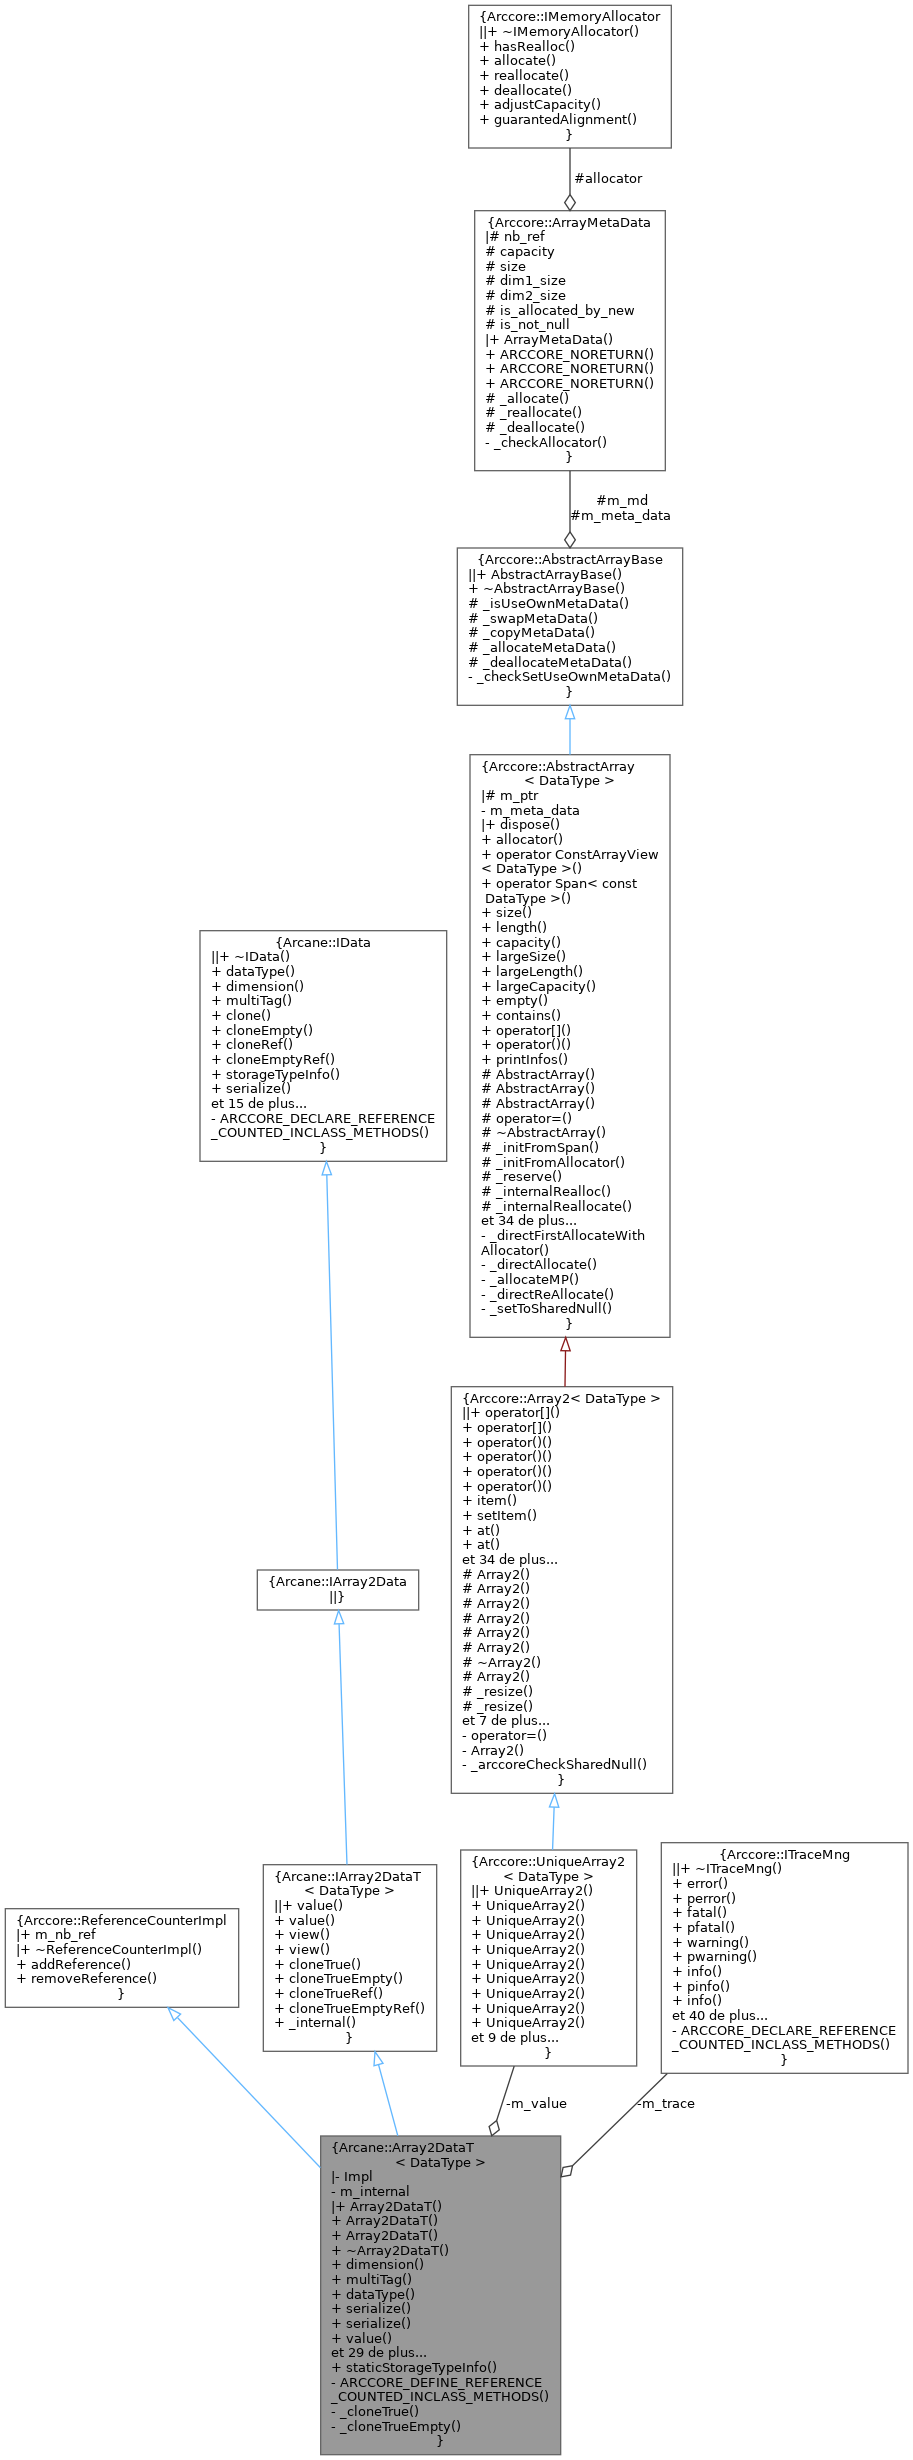 {Arccore::IMemoryAllocator
||+ ~IMemoryAllocator()
+ hasRealloc()
+ allocate()
+ reallocate()
+ deallocate()
+ adjustCapacity()
+ guarantedAlignment()
}
#allocator
{Arccore::ArrayMetaData
|# nb_ref
# capacity
# size
# dim1_size
# dim2_size
# is_allocated_by_new
# is_not_null
|+ ArrayMetaData()
+ ARCCORE_NORETURN()
+ ARCCORE_NORETURN()
+ ARCCORE_NORETURN()
# _allocate()
# _reallocate()
# _deallocate()
- _checkAllocator()
}
#m_md
#m_meta_data
{Arccore::AbstractArrayBase
||+ AbstractArrayBase()
+ ~AbstractArrayBase()
# _isUseOwnMetaData()
# _swapMetaData()
# _copyMetaData()
# _allocateMetaData()
# _deallocateMetaData()
- _checkSetUseOwnMetaData()
}
{Arccore::AbstractArray
< DataType >
|# m_ptr
- m_meta_data
|+ dispose()
+ allocator()
+ operator ConstArrayView
< DataType >()
+ operator Span< const
DataType >()
+ size()
+ length()
+ capacity()
+ largeSize()
+ largeLength()
+ largeCapacity()
+ empty()
+ contains()
+ operator[]()
+ operator()()
+ printInfos()
# AbstractArray()
# AbstractArray()
# AbstractArray()
# operator=()
# ~AbstractArray()
# _initFromSpan()
# _initFromAllocator()
# _reserve()
# _internalRealloc()
# _internalReallocate()
et 34 de plus...
- _directFirstAllocateWith
Allocator()
- _directAllocate()
- _allocateMP()
- _directReAllocate()
- _setToSharedNull()
}
{Arcane::IData
||+ ~IData()
+ dataType()
+ dimension()
+ multiTag()
+ clone()
+ cloneEmpty()
+ cloneRef()
+ cloneEmptyRef()
+ storageTypeInfo()
+ serialize()
et 15 de plus...
- ARCCORE_DECLARE_REFERENCE
_COUNTED_INCLASS_METHODS()
}
{Arccore::Array2< DataType >
||+ operator[]()
+ operator[]()
+ operator()()
+ operator()()
+ operator()()
+ operator()()
+ item()
+ setItem()
+ at()
+ at()
et 34 de plus...
# Array2()
# Array2()
# Array2()
# Array2()
# Array2()
# Array2()
# ~Array2()
# Array2()
# _resize()
# _resize()
et 7 de plus...
- operator=()
- Array2()
- _arccoreCheckSharedNull()
}
{Arcane::IArray2Data
||}
{Arccore::ReferenceCounterImpl
|+ m_nb_ref
|+ ~ReferenceCounterImpl()
+ addReference()
+ removeReference()
}
{Arcane::IArray2DataT
< DataType >
||+ value()
+ value()
+ view()
+ view()
+ cloneTrue()
+ cloneTrueEmpty()
+ cloneTrueRef()
+ cloneTrueEmptyRef()
+ _internal()
}
{Arccore::UniqueArray2
< DataType >
||+ UniqueArray2()
+ UniqueArray2()
+ UniqueArray2()
+ UniqueArray2()
+ UniqueArray2()
+ UniqueArray2()
+ UniqueArray2()
+ UniqueArray2()
+ UniqueArray2()
+ UniqueArray2()
et 9 de plus...
}
{Arccore::ITraceMng
||+ ~ITraceMng()
+ error()
+ perror()
+ fatal()
+ pfatal()
+ warning()
+ pwarning()
+ info()
+ pinfo()
+ info()
et 40 de plus...
- ARCCORE_DECLARE_REFERENCE
_COUNTED_INCLASS_METHODS()
}
-m_value
-m_trace
{Arcane::Array2DataT
< DataType >
|- Impl
- m_internal
|+ Array2DataT()
+ Array2DataT()
+ Array2DataT()
+ ~Array2DataT()
+ dimension()
+ multiTag()
+ dataType()
+ serialize()
+ serialize()
+ value()
et 29 de plus...
+ staticStorageTypeInfo()
- ARCCORE_DEFINE_REFERENCE
_COUNTED_INCLASS_METHODS()
- _cloneTrue()
- _cloneTrueEmpty()
}